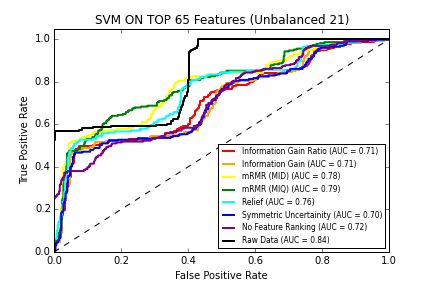 SVM ON TOP 65 Features (Unbalanced 21)
True Positive Rate
1.0
0.8
0.6
0.4
0.2
0.0
Information Gain Ratio (AUC = 0.71)
Information Gain (AUC = 0.71)
mRMR (MID) (AUC = 0.78)
mRMR (MIQ) (AUC = 0.79)
Relief (AUC = 0.76)
Symmetric Uncertainity (AUC = 0.70)
No Feature Ranking (AUC = 0.72)
Raw Data (AUC = 0.84)
0.0 0.2 0.4 0.6 0.8 1.0
False Positive Rate